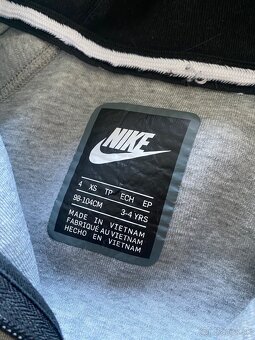 NIKE
4 XS TP ECH EP
98-104CM 3-4 YRS
MADE IN VIETNAM
FABRIQUÉ AU VIETNAM
HECHO EN VIETNAM